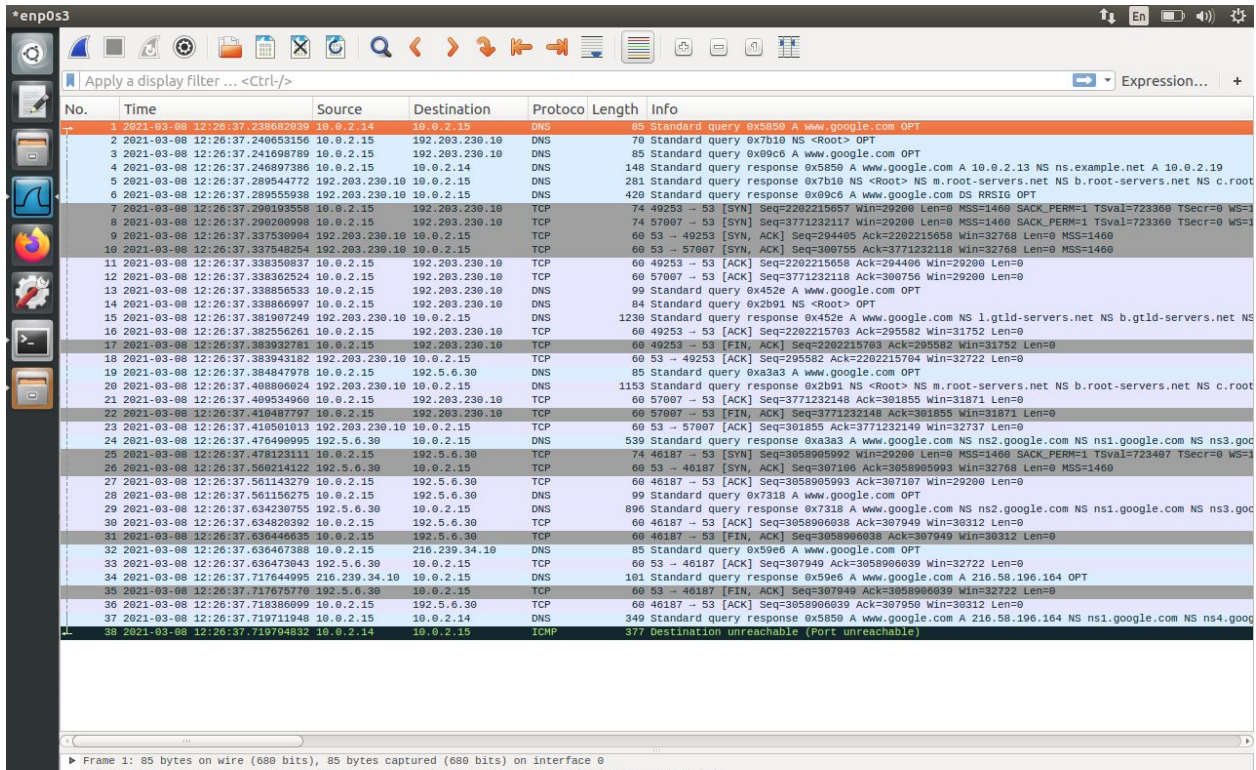 *enp0s3
En
Apply a display filter ... <Ctrl-/>
Expression... +
No. Time Source Destination Protoco Length Info
1 2021-03-08 12:26:37.238682039 10.0.2.14 10.0.2.15 DNS 85 Standard query 0x5850 A www.google.com OPT
2 2021-03-08 12:26:37.240653156 10.0.2.15 192.203.230.10 DNS 70 Standard query 0x7b10 NS <Root> OPT
3 2021-03-08 12:26:37.241698789 10.0.2.15 192.203.230.10 DNS 85 Standard query 0x09c6 A www.google.com OPT
4 2021-03-08 12:26:37.246897386 10.0.2.15 10.0.2.14 DNS 148 Standard query response 0x5850 A www.google.com A 10.0.2.13 NS ns.example.net A 10.0.2.19
5 2021-03-08 12:26:37.289544772 192.203.230.10 10.0.2.15 DNS 281 Standard query response 0x7b10 NS <Root> NS m.root-servers.net NS b.root-servers.net NS c.root
6 2021-03-08 12:26:37.289555938 192.203.230.10 10.0.2.15 DNS 420 Standard query response 0x09c6 A www.google.com DS RRSIG OPT
7 2021-03-08 12:26:37.290193558 10.0.2.15 192.203.230.10 TCP 74 49253 → 53 [SYN] Seq=2202215657 Win=29200 Len=0 MSS=1460 SACK_PERM=1 TSval=723360 TSecr=0 WS=1
8 2021-03-08 12:26:37.290200998 10.0.2.15 192.203.230.10 TCP 74 57007 → 53 [SYN] Seq=3771232117 Win=29200 Len=0 MSS=1460 SACK_PERM=1 TSval=723360 TSecr=0 WS=1
9 2021-03-08 12:26:37.337530904 192.203.230.10 10.0.2.15 TCP 60 53 → 49253 [SYN, ACK] Seq=294405 Ack=2202215658 Win=32768 Len=0 MSS=1460
10 2021-03-08 12:26:37.337548254 192.203.230.10 10.0.2.15 TCP 60 53 → 57007 [SYN, ACK] Seq=300755 Ack=3771232118 Win=32768 Len=0 MSS=1460
11 2021-03-08 12:26:37.338350837 10.0.2.15 192.203.230.10 TCP 60 49253 → 53 [ACK] Seq=2202215658 Ack=294406 Win=29200 Len=0
12 2021-03-08 12:26:37.338362524 10.0.2.15 192.203.230.10 TCP 60 57007 → 53 [ACK] Seq=3771232118 Ack=300756 Win=29200 Len=0
13 2021-03-08 12:26:37.338856533 10.0.2.15 192.203.230.10 DNS 99 Standard query 0x452e A www.google.com OPT
14 2021-03-08 12:26:37.338866997 10.0.2.15 192.203.230.10 DNS 84 Standard query 0x2b91 NS <Root> OPT
15 2021-03-08 12:26:37.381907249 192.203.230.10 10.0.2.15 DNS 1230 Standard query response 0x452e A www.google.com NS l.gtld-servers.net NS b.gtld-servers.net NS
16 2021-03-08 12:26:37.382556261 10.0.2.15 192.203.230.10 TCP 60 49253 → 53 [ACK] Seq=2202215703 Ack=295582 Win=31752 Len=0
17 2021-03-08 12:26:37.383932781 10.0.2.15 192.203.230.10 TCP 60 49253 → 53 [FIN, ACK] Seq=2202215703 Ack=295582 Win=31752 Len=0
18 2021-03-08 12:26:37.383943182 192.203.230.10 10.0.2.15 TCP 60 53 → 49253 [ACK] Seq=295582 Ack=2202215704 Win=32722 Len=0
19 2021-03-08 12:26:37.384847978 10.0.2.15 192.5.6.30 DNS 85 Standard query 0xa3a3 A www.google.com OPT
20 2021-03-08 12:26:37.408806024 192.203.230.10 10.0.2.15 DNS 1153 Standard query response 0x2b91 NS <Root> NS m.root-servers.net NS b.root-servers.net NS c.root
21 2021-03-08 12:26:37.409534960 10.0.2.15 192.203.230.10 TCP 60 57007 → 53 [ACK] Seq=3771232148 Ack=301855 Win=31871 Len=0
22 2021-03-08 12:26:37.410487797 10.0.2.15 192.203.230.10 TCP 60 57007 → 53 [FIN, ACK] Seq=3771232148 Ack=301855 Win=31871 Len=0
23 2021-03-08 12:26:37.410501013 192.203.230.10 10.0.2.15 TCP 60 53 → 57007 [ACK] Seq=301855 Ack=3771232149 Win=32737 Len=0
24 2021-03-08 12:26:37.476490995 192.5.6.30 10.0.2.15 DNS 539 Standard query response 0xa3a3 A www.google.com NS ns2.google.com NS ns1.google.com NS ns3.goo
25 2021-03-08 12:26:37.478123111 10.0.2.15 192.5.6.30 TCP 74 46187 → 53 [SYN] Seq=3058905992 Win=29200 Len=0 MSS=1460 SACK_PERM=1 TSval=723407 TSecr=0 WS=1
26 2021-03-08 12:26:37.560214122 192.5.6.30 10.0.2.15 TCP 60 53 → 46187 [SYN, ACK] Seq=307106 Ack=3058905993 Win=32768 Len=0 MSS=1460
27 2021-03-08 12:26:37.561143279 10.0.2.15 192.5.6.30 TCP 60 46187 → 53 [ACK] Seq=3058905993 Ack=307107 Win=29200 Len=0
28 2021-03-08 12:26:37.561156275 10.0.2.15 192.5.6.30 DNS 99 Standard query 0x7318 A www.google.com OPT
29 2021-03-08 12:26:37.634230755 192.5.6.30 10.0.2.15 DNS 896 Standard query response 0x7318 A www.google.com NS ns2.google.com NS ns1.google.com NS ns3.goo
30 2021-03-08 12:26:37.634820392 10.0.2.15 192.5.6.30 TCP 60 46187 → 53 [ACK] Seq=3058906038 Ack=307949 Win=30312 Len=0
31 2021-03-08 12:26:37.636446635 10.0.2.15 192.5.6.30 TCP 60 46187 → 53 [FIN, ACK] Seq=3058906038 Ack=307949 Win=30312 Len=0
32 2021-03-08 12:26:37.636467388 10.0.2.15 216.239.34.10 DNS 85 Standard query 0x59e6 A www.google.com OPT
33 2021-03-08 12:26:37.636473043 192.5.6.30 10.0.2.15 TCP 60 53 → 46187 [ACK] Seq=307949 Ack=3058906039 Win=32722 Len=0
34 2021-03-08 12:26:37.717644995 216.239.34.10 10.0.2.15 DNS 101 Standard query response 0x59e6 A www.google.com A 216.58.196.164 OPT
35 2021-03-08 12:26:37.717675770 192.5.6.30 10.0.2.15 TCP 60 53 → 46187 [FIN, ACK] Seq=307949 Ack=3058906039 Win=32722 Len=0
36 2021-03-08 12:26:37.718386099 10.0.2.15 192.5.6.30 TCP 60 46187 → 53 [ACK] Seq=3058906039 Ack=307950 Win=30312 Len=0
37 2021-03-08 12:26:37.719711948 10.0.2.15 10.0.2.14 DNS 349 Standard query response 0x5850 A www.google.com A 216.58.196.164 NS ns1.google.com NS ns4.goog
38 2021-03-08 12:26:37.719794832 10.0.2.14 10.0.2.15 ICMP 377 Destination unreachable (Port unreachable)
Frame 1: 85 bytes on wire (680 bits), 85 bytes captured (680 bits) on interface 0